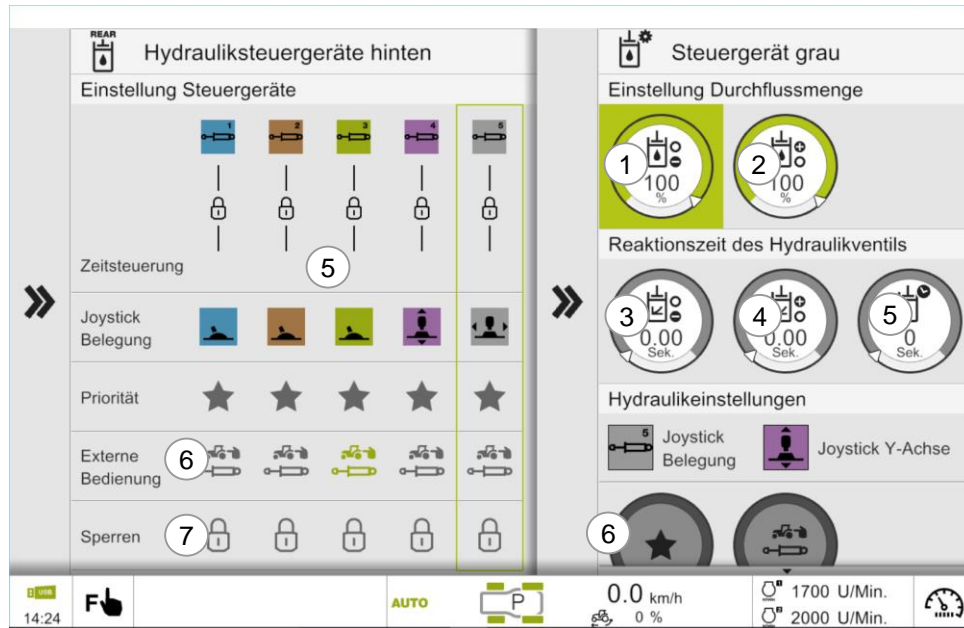 REAR
Hydrauliksteuergeräte hinten
Einstellung Steuergeräte
1 2 3 4 5
Zeitsteuerung
5
Joystick
Belegung
Priorität
Externe
Bedienung
6
Sperren
7
Steuergerät grau
Einstellung Durchflussmenge
1 2
100 100
% %
Reaktionszeit des Hydraulikventils
3 4 5
0.00 0.00 0
Sek. Sek. Sek.
Hydraulikeinstellungen
5
Joystick
Belegung
Joystick Y-Achse
6
USB
14:24
F
AUTO
P
0.0 km/h
0 %
1700 U/Min.
2000 U/Min.